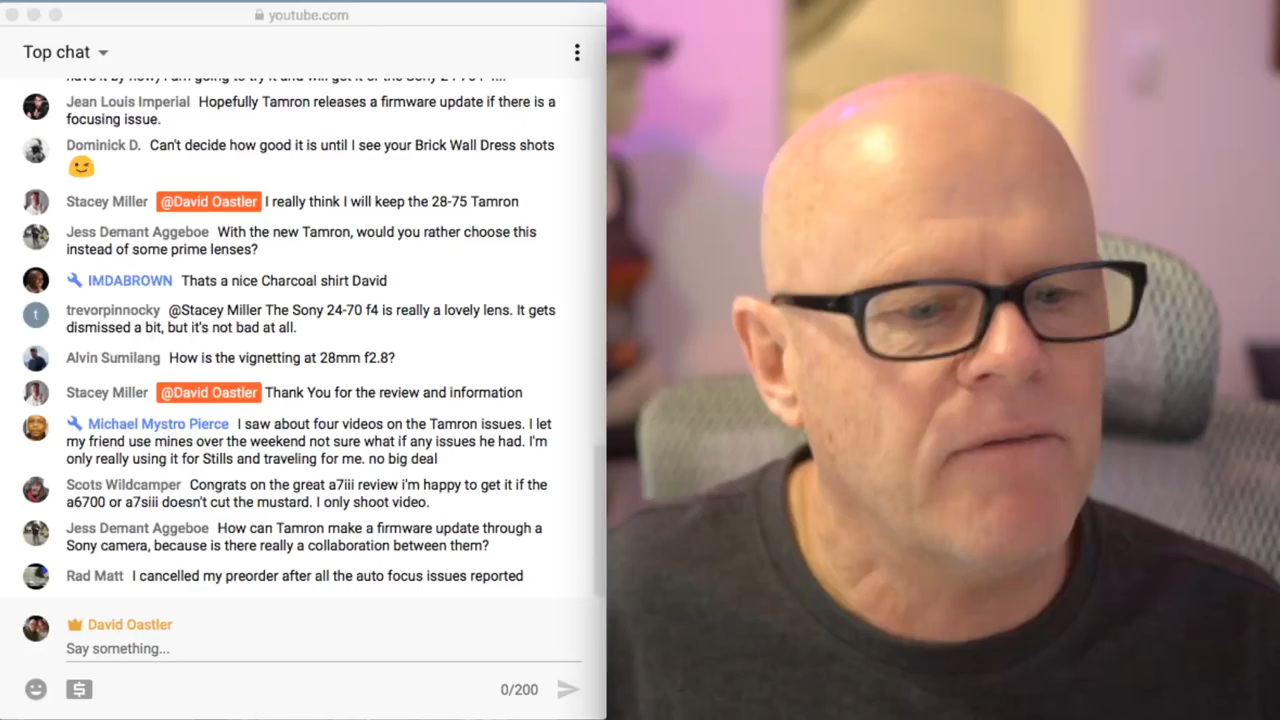 youtube.com
Top chat
Jean Louis Imperial Hopefully Tamron releases a firmware update if there is a
focusing issue.
Dominick D. Can't decide how good it is until I see your Brick Wall Dress shots
Stacey Miller @David Oastler I really think I will keep the 28-75 Tamron
Jess Demant Aggeboe With the new Tamron, would you rather choose this
instead of some prime lenses?
IMDABROWN Thats a nice Charcoal shirt David
t
trevorpinnocky @Stacey Miller The Sony 24-70 f4 is really a lovely lens. It gets
dismissed a bit, but it's not bad at all.
Alvin Sumilang How is the vignetting at 28mm f2.8?
Stacey Miller @David Oastler Thank You for the review and information
Michael Mystro Pierce I saw about four videos on the Tamron issues. I let
my friend use mines over the weekend not sure what if any issues he had. I'm
only really using it for Stills and traveling for me. no big deal
Scots Wildcamper Congrats on the great a7iii review i'm happy to get it if the
a6700 or a7siii doesn't cut the mustard. I only shoot video.
Jess Demant Aggeboe How can Tamron make a firmware update through a
Sony camera, because is there really a collaboration between them?
Rad Matt I cancelled my preorder after all the auto focus issues reported
David Oastler
Say something...
0/200